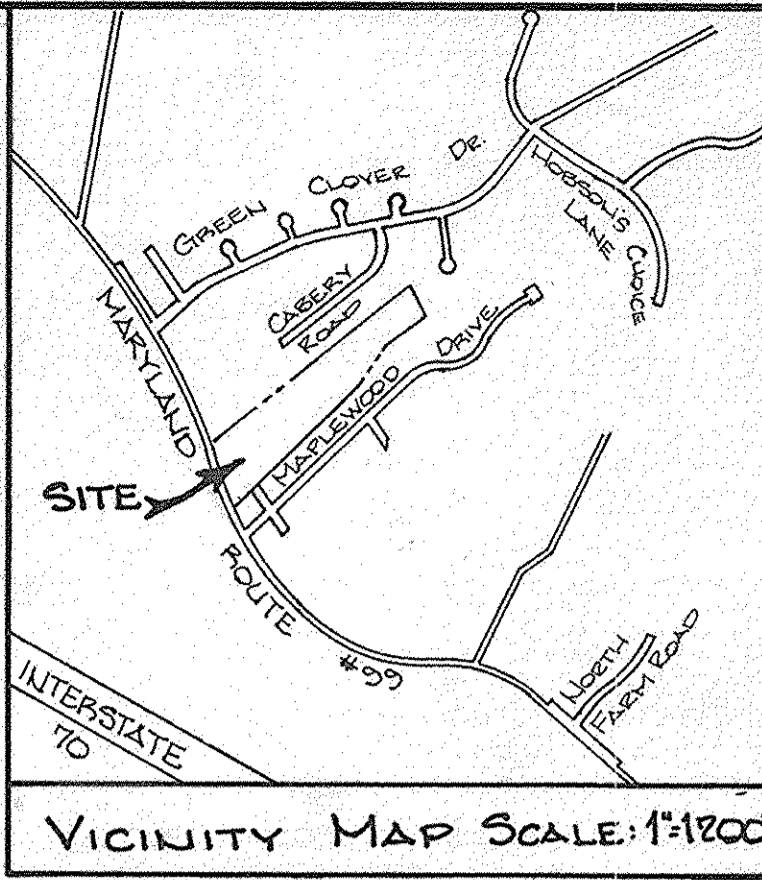 GREEN CLOVER DR.
HOBSON'S CHOICE
LANE
CABERY
ROAD
MARYLAND
ROUTE
#99
MAPLEWOOD DRIVE
SITE
NORTH
FARM ROAD
INTERSTATE
70
VICINITY MAP SCALE: 1"=1200